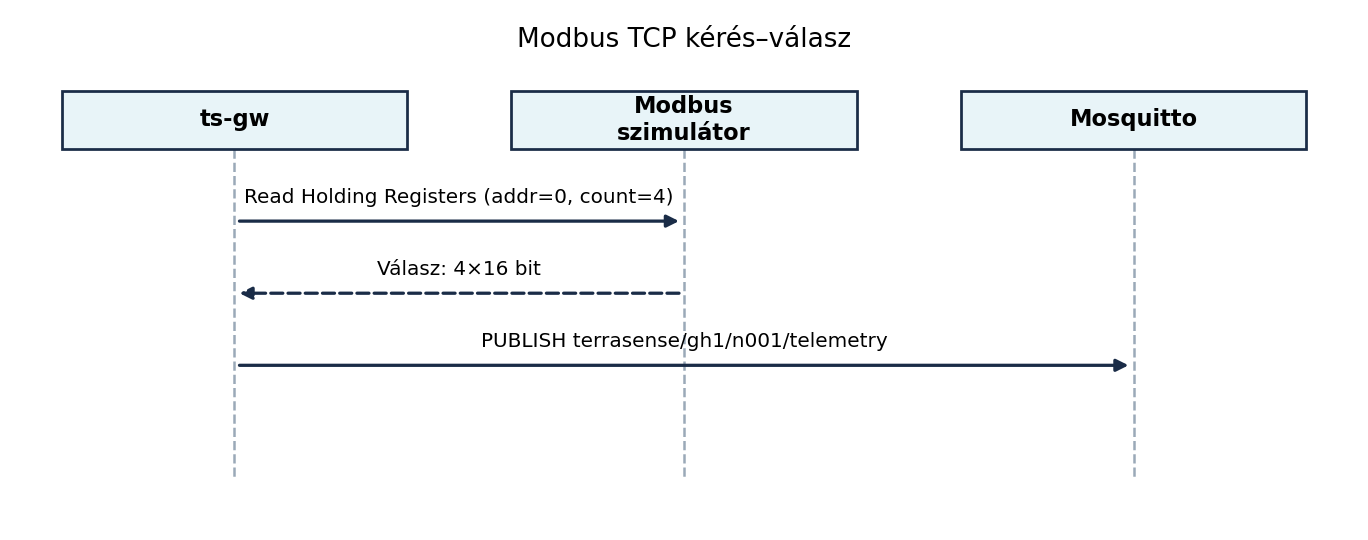 Modbus TCP kérés–válasz
ts-gw
Modbus
szimulátor
Mosquitto
Read Holding Registers (addr=0, count=4)
Válasz: 4×16 bit
PUBLISH terrasense/gh1/n001/telemetry